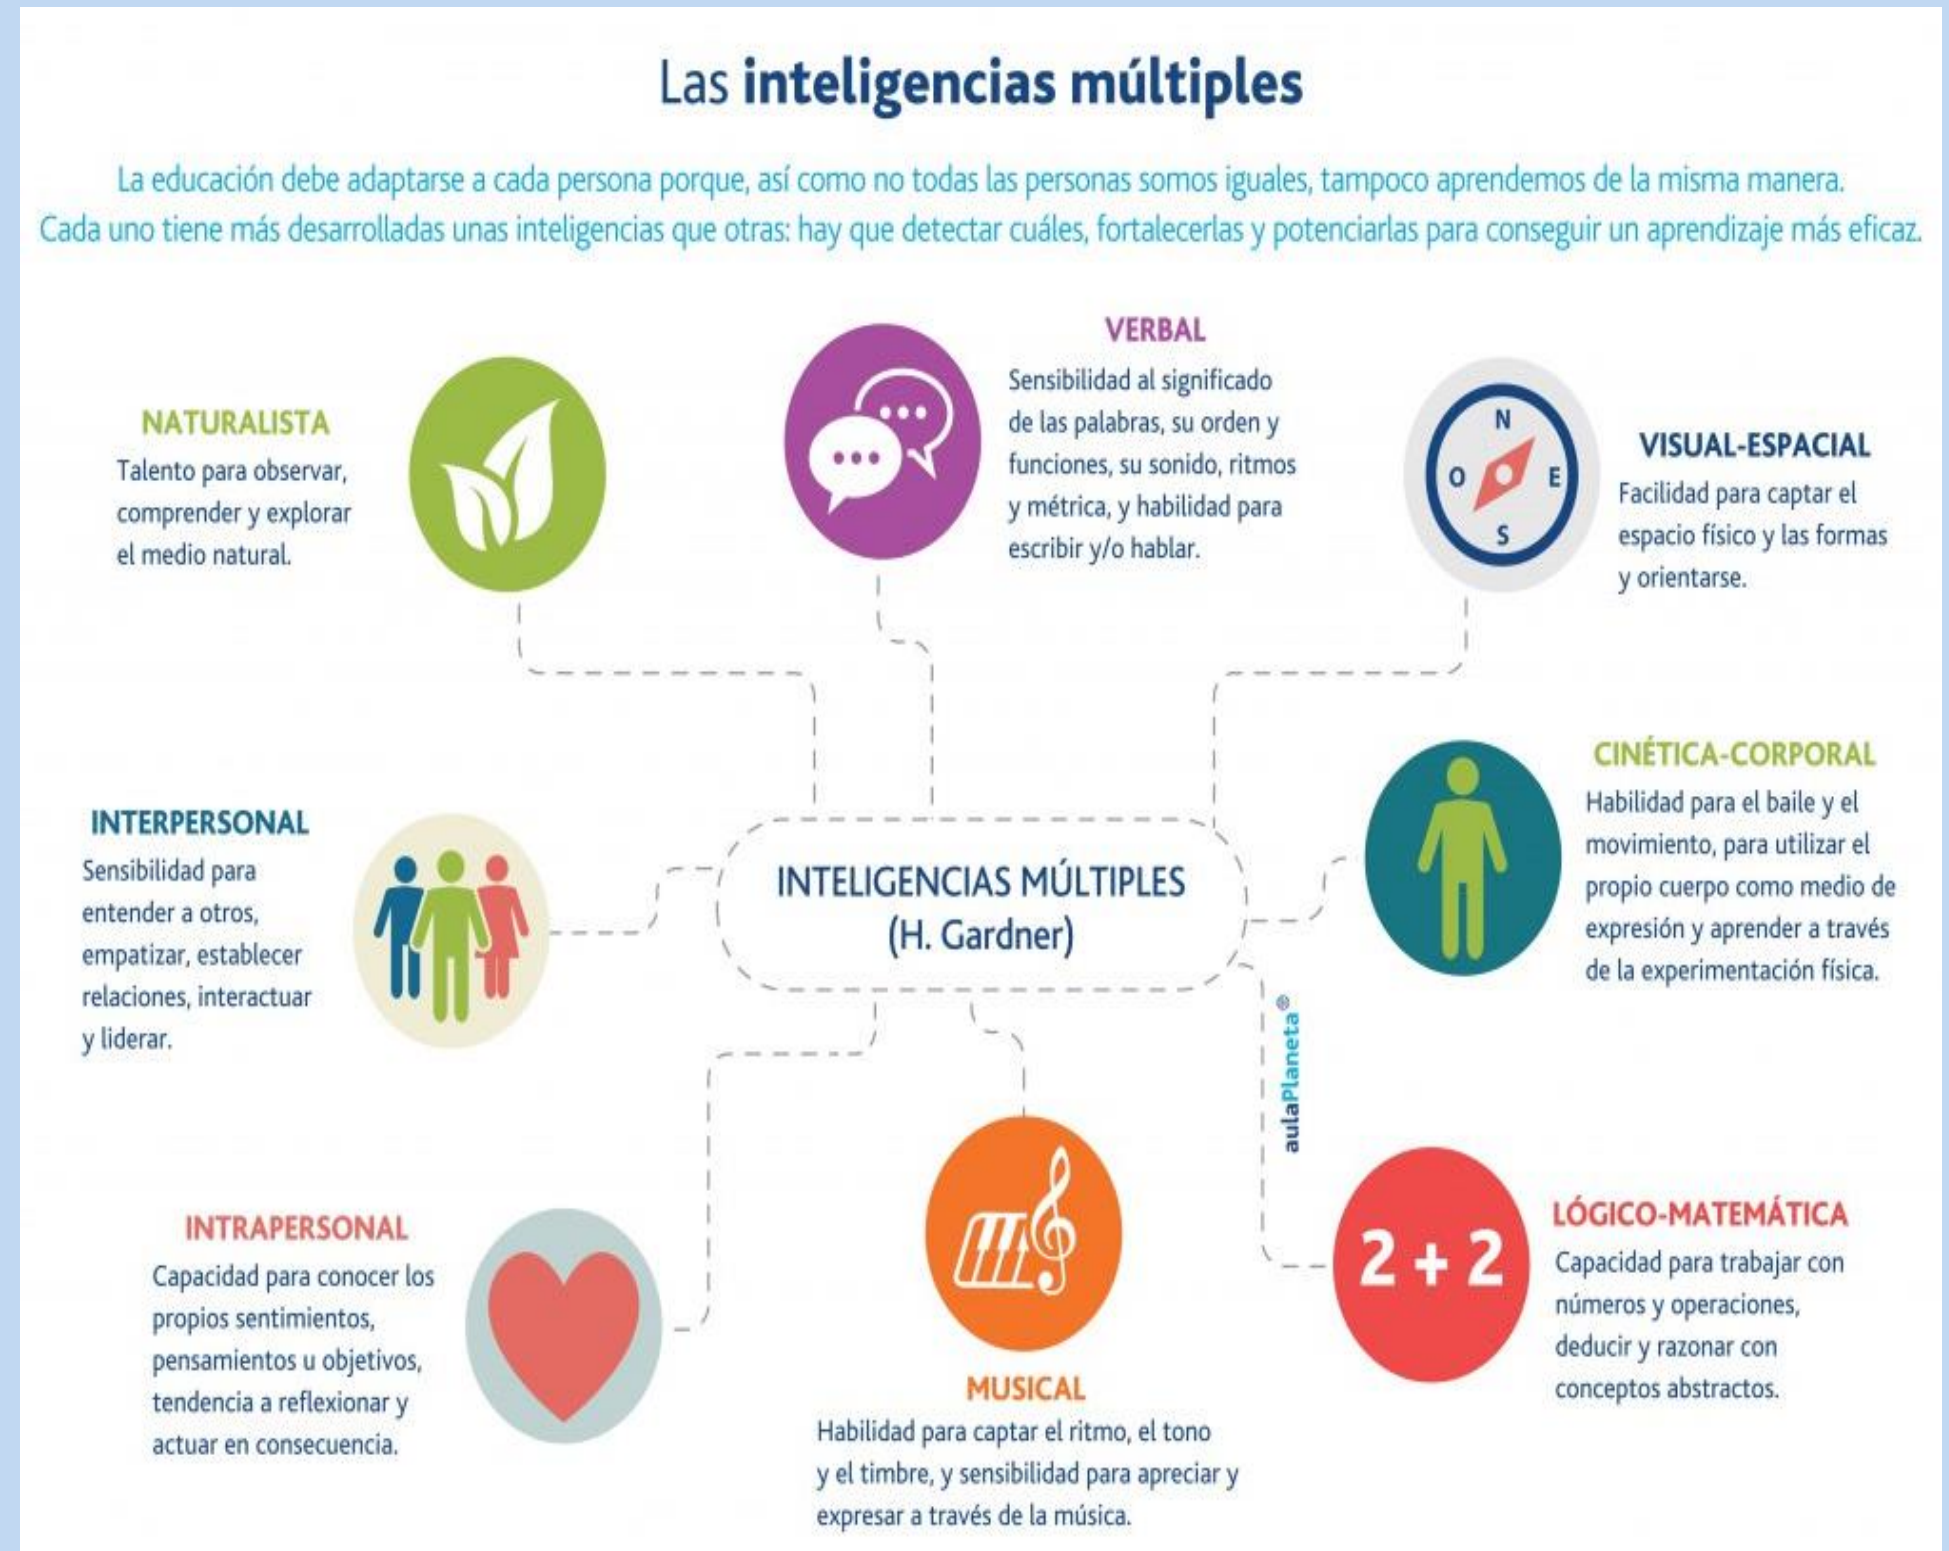 Las inteligencias múltiples
La educación debe adaptarse a cada persona porque, así como no todas las personas somos iguales, tampoco aprendemos de la misma manera.
Cada uno tiene más desarrolladas unas inteligencias que otras: hay que detectar cuáles, fortalecerlas y potenciarlas para conseguir un aprendizaje más eficaz.
NATURALISTA
Talento para observar,
comprender y explorar
el medio natural.
VERBAL
Sensibilidad al significado
de las palabras, su orden y
funciones, su sonido, ritmos
y métrica, y habilidad para
escribir y/o hablar.
N
O E
S
VISUAL-ESPACIAL
Facilidad para captar el
espacio físico y las formas
y orientarse.
INTERPERSONAL
Sensibilidad para
entender a otros,
empatizar, establecer
relaciones, interactuar
y liderar.
INTELIGENCIAS MÚLTIPLES
(H. Gardner)
CINÉTICA-CORPORAL
Habilidad para el baile y el
movimiento, para utilizar el
propio cuerpo como medio de
expresión y aprender a través
de la experimentación física.
aulaPlaneta®
INTRAPERSONAL
Capacidad para conocer los
propios sentimientos,
pensamientos u objetivos,
tendencia a reflexionar y
actuar en consecuencia.
MUSICAL
Habilidad para captar el ritmo, el tono
y el timbre, y sensibilidad para apreciar y
expresar a través de la música.
2 + 2
LÓGICO-MATEMÁTICA
Capacidad para trabajar con
números y operaciones,
deducir y razonar con
conceptos abstractos.